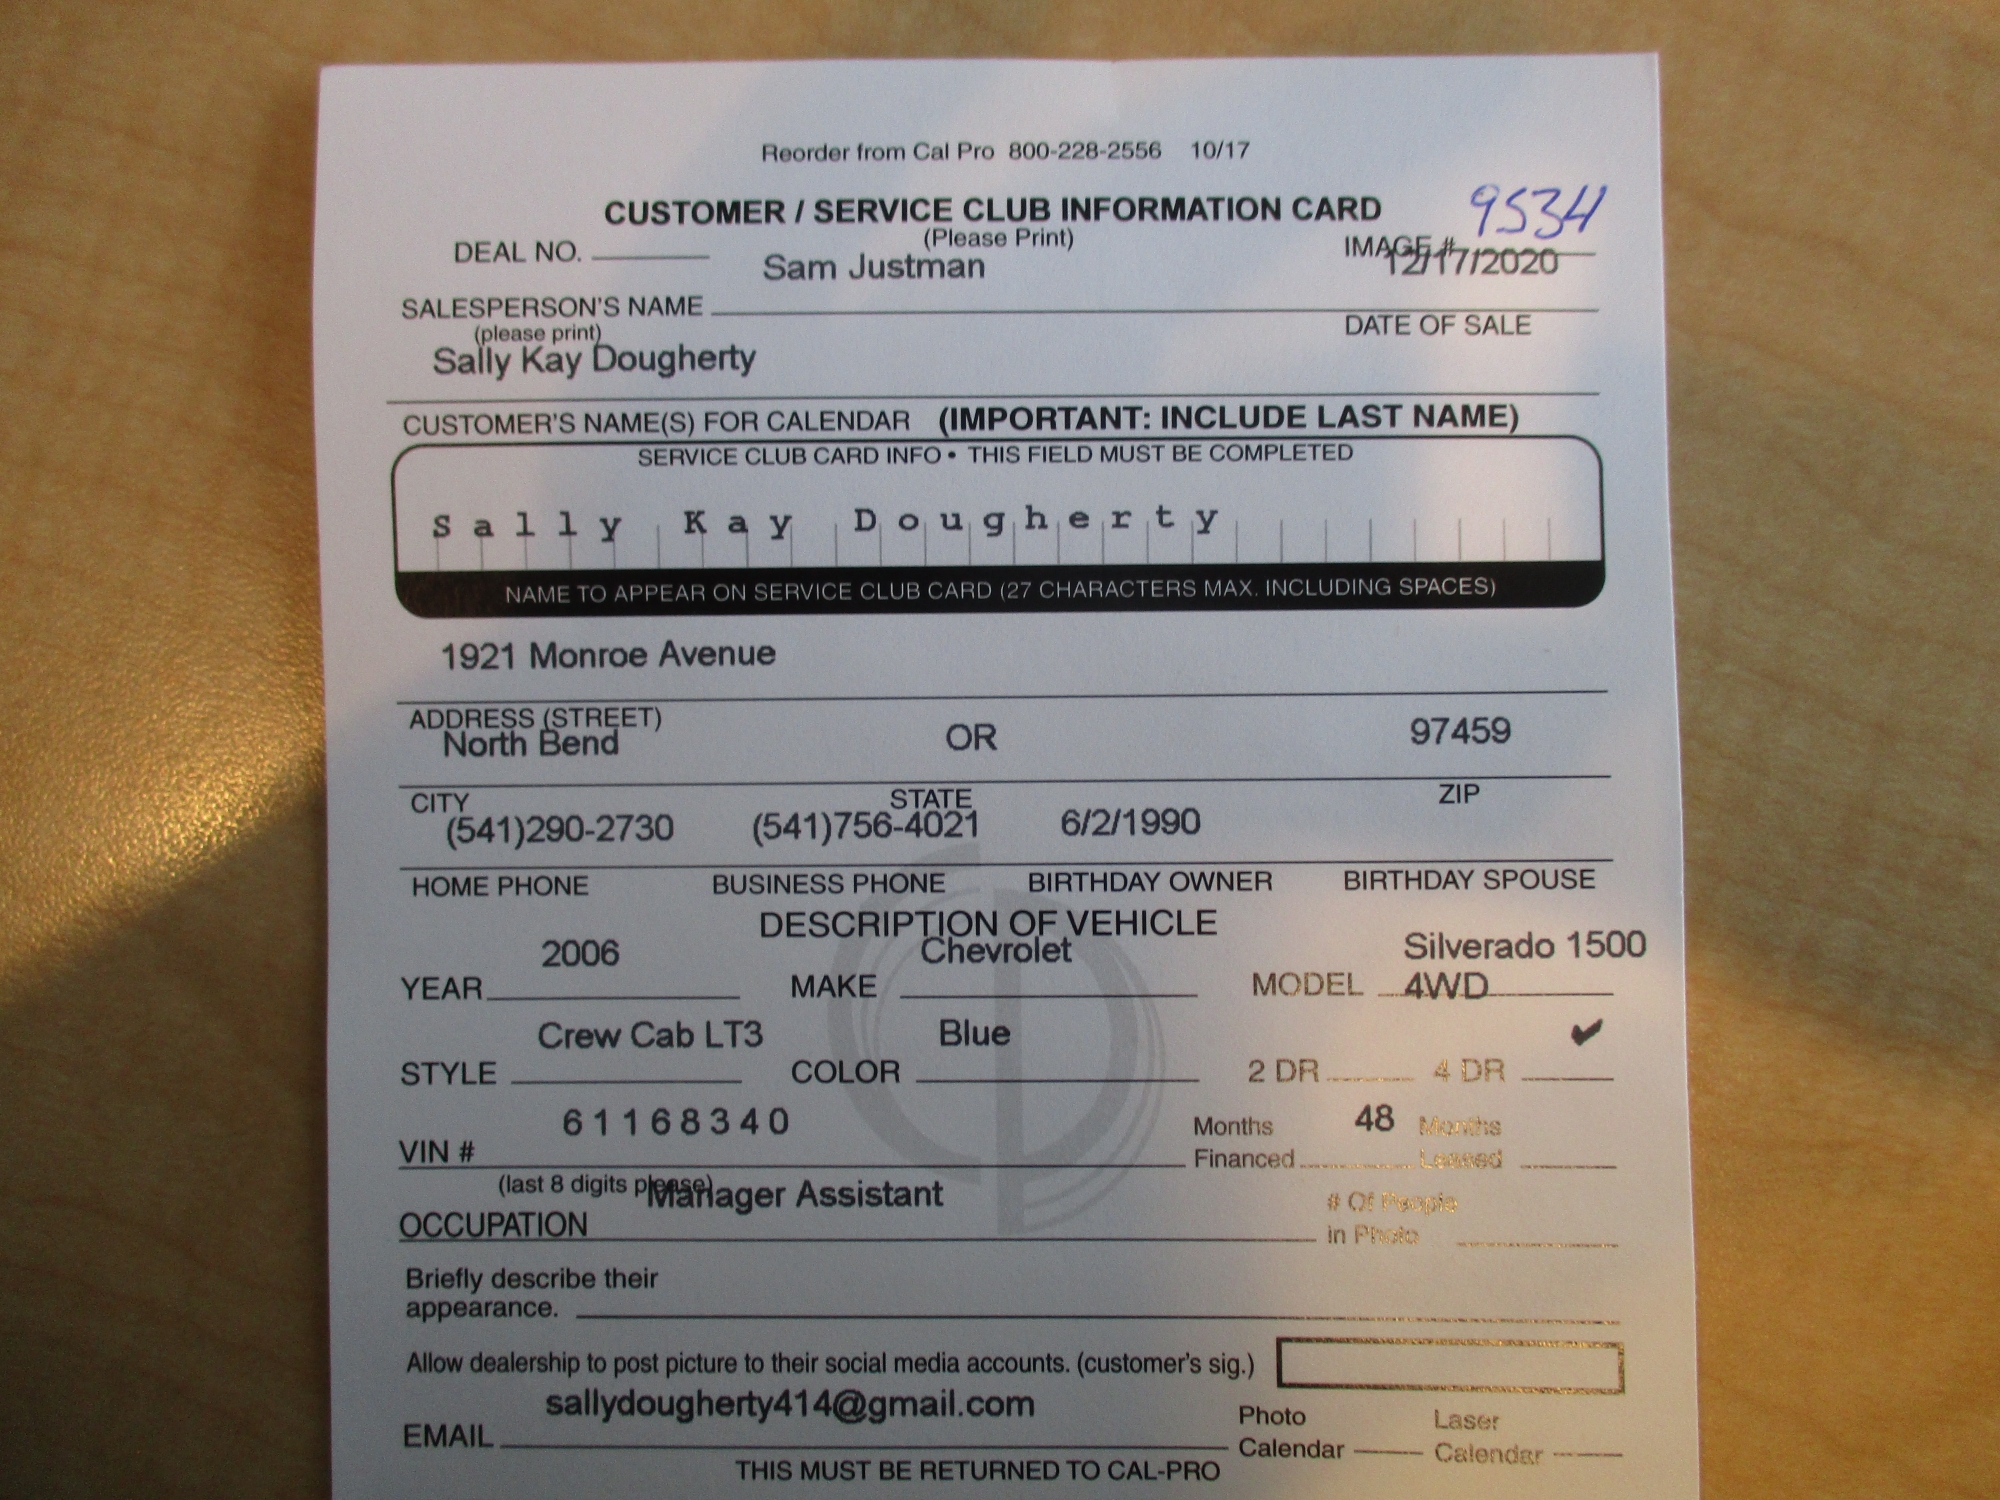 Reorder from Cal Pro 800-228-2556 10/17
CUSTOMER / SERVICE CLUB INFORMATION CARD 9534
(Please Print)
DEAL NO. IMAGE #
Sam Justman 12/17/2020
SALESPERSON'S NAME
(please print) DATE OF SALE
Sally Kay Dougherty
CUSTOMER'S NAME(S) FOR CALENDAR (IMPORTANT: INCLUDE LAST NAME)
SERVICE CLUB CARD INFO • THIS FIELD MUST BE COMPLETED
Sally Kay Dougherty
NAME TO APPEAR ON SERVICE CLUB CARD (27 CHARACTERS MAX. INCLUDING SPACES)
1921 Monroe Avenue
ADDRESS (STREET)
North Bend OR 97459
CITY STATE ZIP
(541)290-2730 (541)756-4021 6/2/1990
HOME PHONE BUSINESS PHONE BIRTHDAY OWNER BIRTHDAY SPOUSE
DESCRIPTION OF VEHICLE
2006 Chevrolet Silverado 1500
YEAR MAKE MODEL 4WD
Crew Cab LT3 Blue ✔
STYLE COLOR 2 DR 4 DR
61168340 Months 48 Months
VIN # Financed Leased
(last 8 digits please) Manager Assistant # Of People
OCCUPATION in Photo
Briefly describe their
appearance.
Allow dealership to post picture to their social media accounts. (customer's sig.)
sallydougherty414@gmail.com Photo Laser
EMAIL Calendar Calendar
THIS MUST BE RETURNED TO CAL-PRO